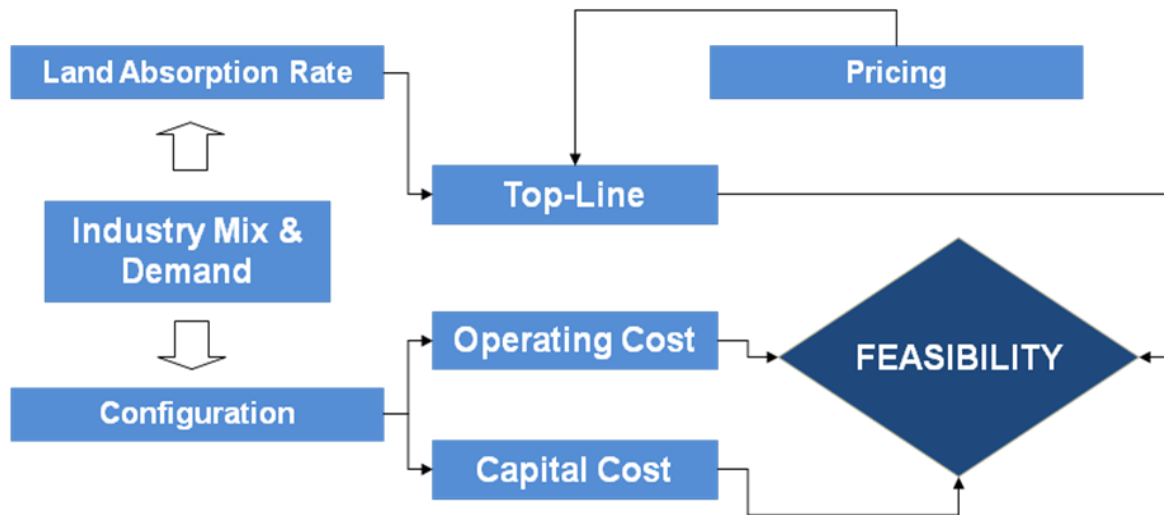 Land Absorption Rate
Pricing
Top-Line
Industry Mix &
Demand
Operating Cost
FEASIBILITY
Configuration
Capital Cost